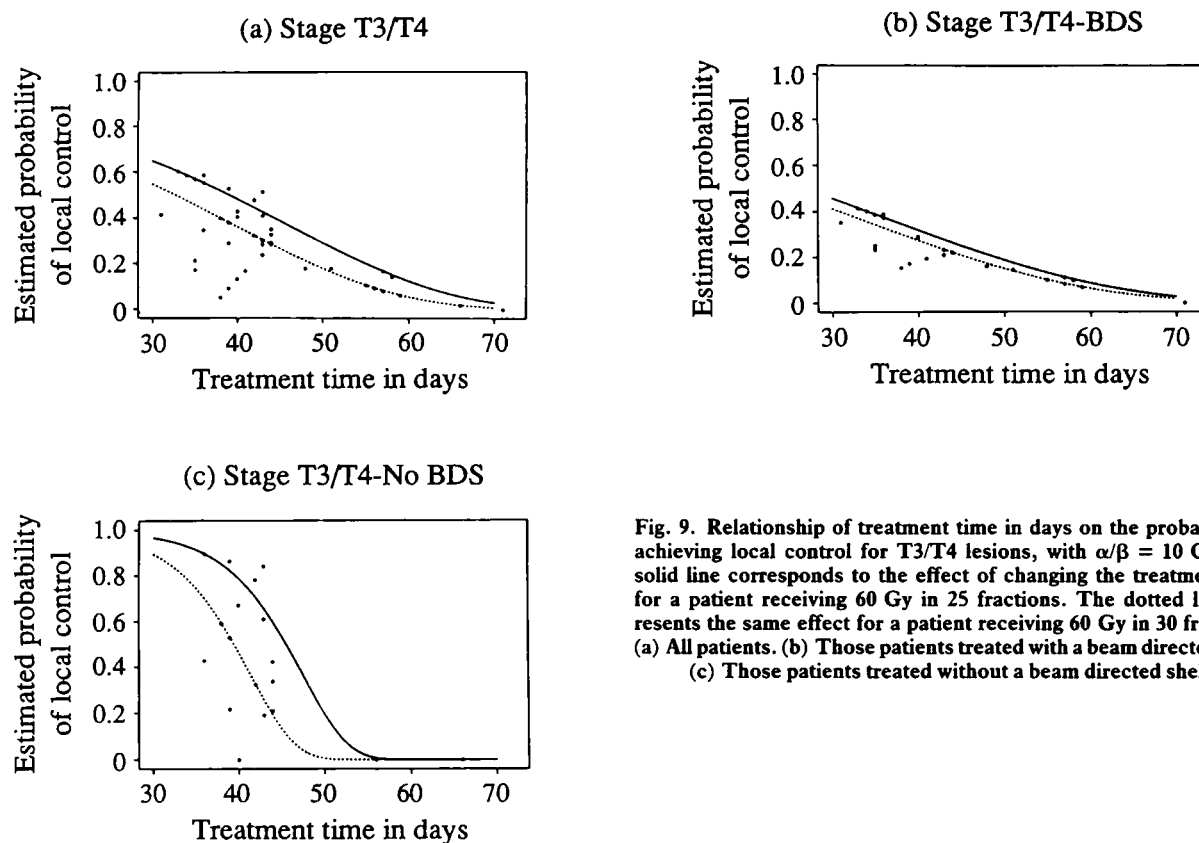 (a) Stage T3/T4
Estimated probability
of local control
1.0
0.8
0.6
0.4
0.2
0
30 40 50 60 70
Treatment time in days
(b) Stage T3/T4-BDS
Estimated probability
of local control
1.0
0.8
0.6
0.4
0.2
0
30 40 50 60 70
Treatment time in days
(c) Stage T3/T4-No BDS
Estimated probability
of local control
1.0
0.8
0.6
0.4
0.2
0
30 40 50 60 70
Treatment time in days
Fig. 9. Relationship of treatment time in days on the proba
achieving local control for T3/T4 lesions, with α/β = 10
solid line corresponds to the effect of changing the treatme
for a patient receiving 60 Gy in 25 fractions. The dotted
resents the same effect for a patient receiving 60 Gy in 30 fr
(a) All patients. (b) Those patients treated with a beam directe
(c) Those patients treated without a beam directed she